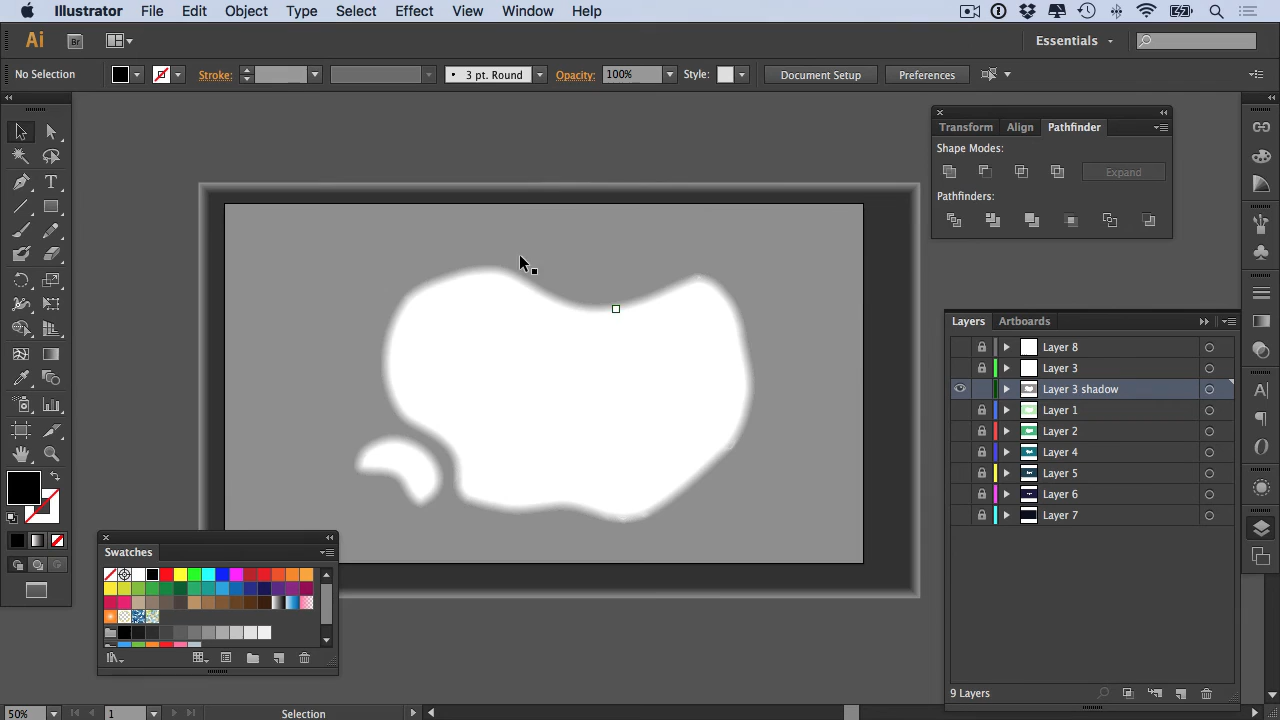 Illustrator File Edit Object Type Select Effect View Window Help
Ai Br Essentials
No Selection Stroke: 3 pt. Round Opacity: 100% Style: Document Setup Preferences
Transform Align Pathfinder
Shape Modes:
Expand
Pathfinders:
Layers Artboards
Layer 8
Layer 3
Layer 3 shadow
Layer 1
Layer 2
Layer 4
Layer 5
Layer 6
Layer 7
9 Layers
Swatches
50% 1 Selection